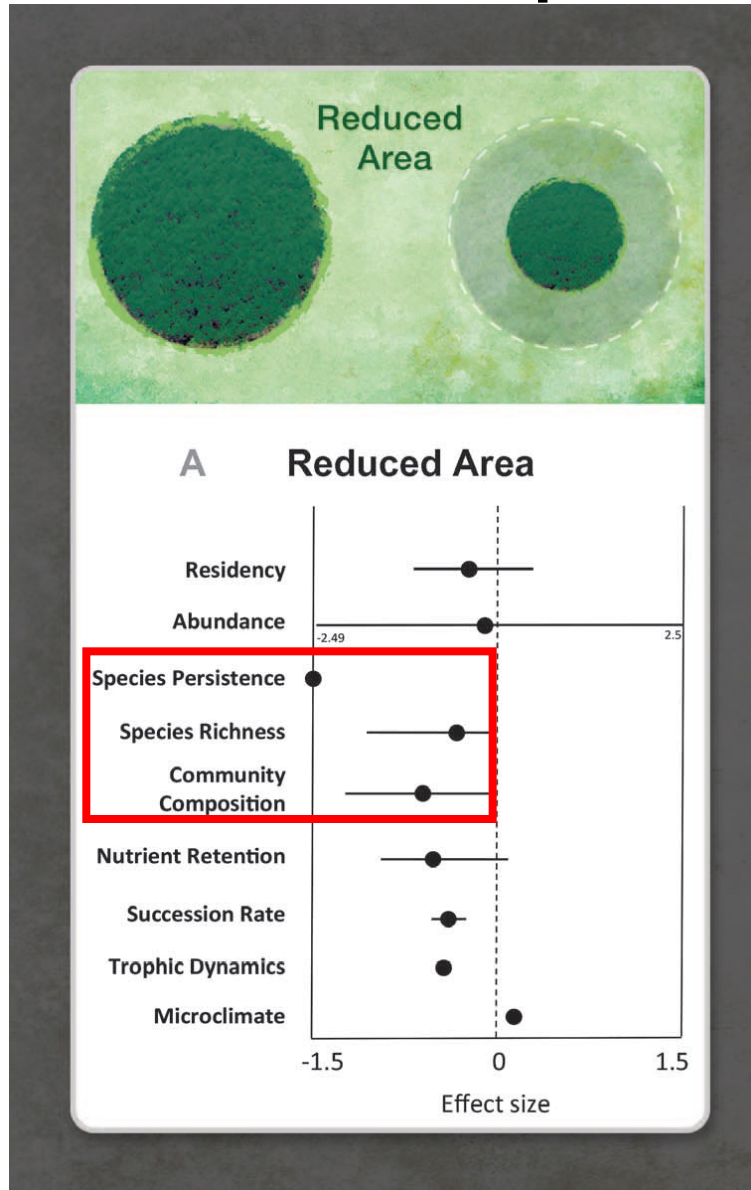 Reduced
Area
A Reduced Area
Residency
Abundance
-2.49 2.5
Species Persistence
Species Richness
Community
Composition
Nutrient Retention
Succession Rate
Trophic Dynamics
Microclimate
-1.5 0 1.5
Effect size